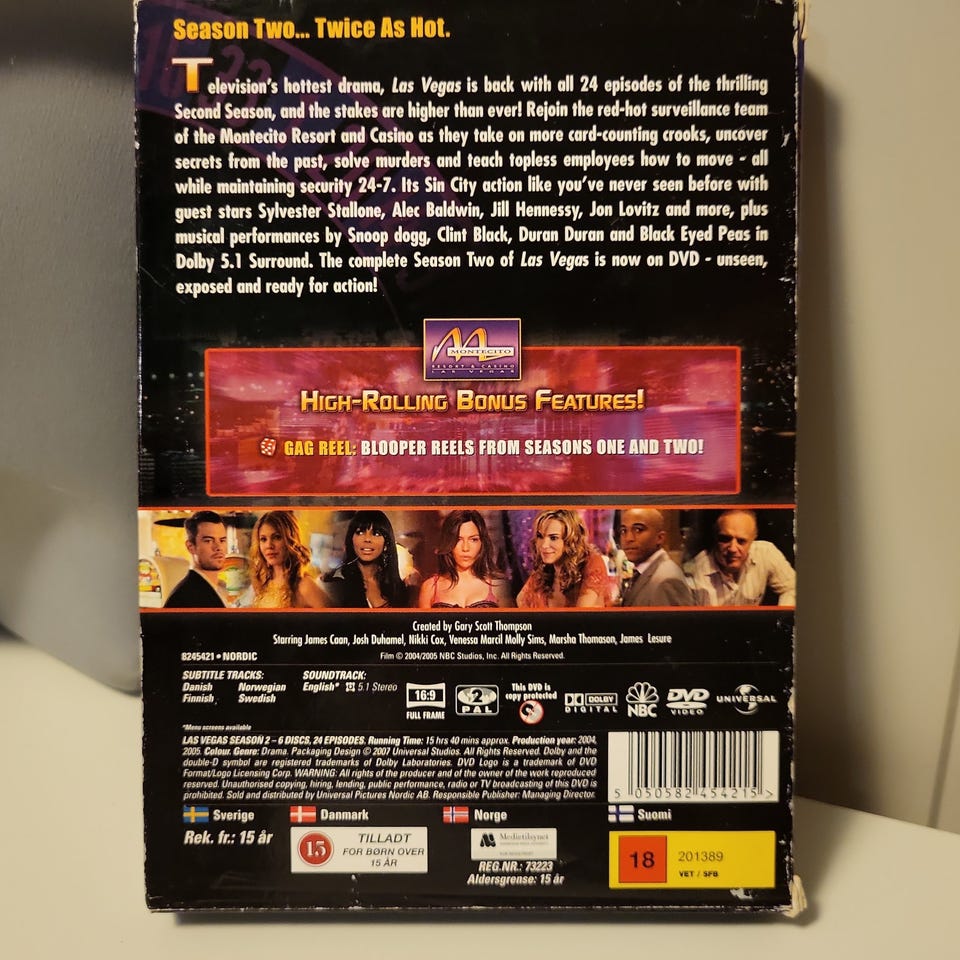 Season Two... Twice As Hot.
Television's hottest drama, Las Vegas is back with all 24 episodes of the thrilling
Second Season, and the stakes are higher than ever! Rejoin the red-hot surveillance team
of the Montecito Resort and Casino as they take on more card-counting crooks, uncover
secrets from the past, solve murders and teach topless employees how to move - all
while maintaining security 24-7. Its Sin City action like you've never seen before with
guest stars Sylvester Stallone, Alec Baldwin, Jill Hennessy, Jon Lovitz and more, plus
musical performances by Snoop dogg, Clint Black, Duran Duran and Black Eyed Peas in
Dolby 5.1 Surround. The complete Season Two of Las Vegas is now on DVD - unseen,
exposed and ready for action!
M
MONTECITO
RESORT & CASINO
LAS VEGAS
High-Rolling Bonus Features!
GAG REEL: BLOOPER REELS FROM SEASONS ONE AND TWO!
Created by Gary Scott Thompson
Starring James Caan, Josh Duhamel, Nikki Cox, Venessa Marcil Molly Sims, Marsha Thomason, James Lesure
8245421 • NORDIC
Film © 2004/2005 NBC Studios, Inc. All Rights Reserved.
SUBTITLE TRACKS:
Danish Norwegian
Finnish Swedish
SOUNDTRACK:
English* 5.1 Stereo
16:9
FULL FRAME
2
PAL
This DVD is
copy protected
DOLBY
DIGITAL
NBC
DVD
VIDEO
UNIVERSAL
*Menu screens available
LAS VEGAS SEASON 2 – 6 DISCS, 24 EPISODES. Running Time: 15 hrs 40 mins approx. Production year: 2004,
2005. Colour. Genre: Drama. Packaging Design © 2007 Universal Studios. All Rights Reserved. Dolby and the
double-D symbol are registered trademarks of Dolby Laboratories. DVD Logo is a trademark of DVD
Format/Logo Licensing Corp. WARNING: All rights of the producer and of the owner of the work reproduced
reserved. Unauthorised copying, hiring, lending, public performance, radio or TV broadcasting of this DVD is
prohibited. Sold and distributed by Universal Pictures Nordic AB. Responsible Publisher: Managing Director.
5 050582 454215 >
Sverige
Rek. fr.: 15 år
Danmark
15
TILLADT
FOR BØRN OVER
15 ÅR
Norge
Medietilsynet
REG.NR.: 73223
Aldersgrense: 15 år
Suomi
18
201389
VET / SFB